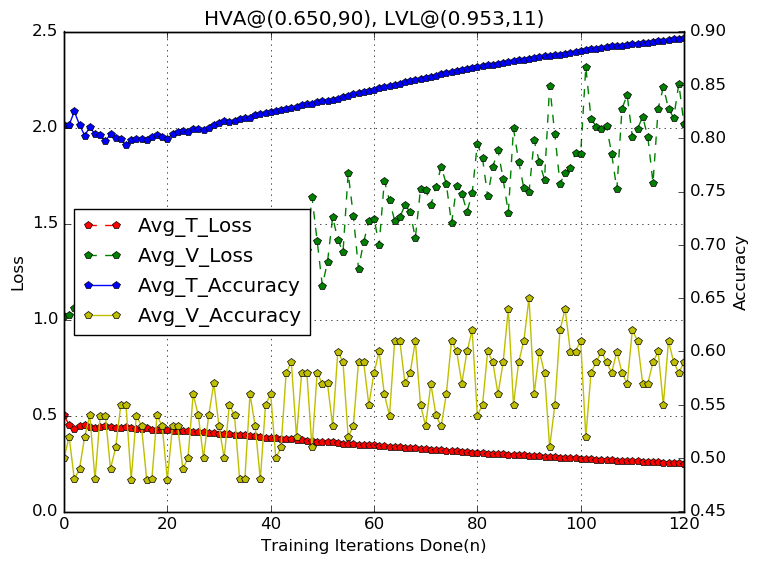 HVA@(0.650,90), LVL@(0.953,11)
2.5
2.0
1.5
1.0
0.5
0.0
Loss
Avg_T_Loss
Avg_V_Loss
Avg_T_Accuracy
Avg_V_Accuracy
0.90
0.85
0.80
0.75
0.70
0.65
0.60
0.55
0.50
0.45
Accuracy
0 20 40 60 80 100 120
Training Iterations Done(n)